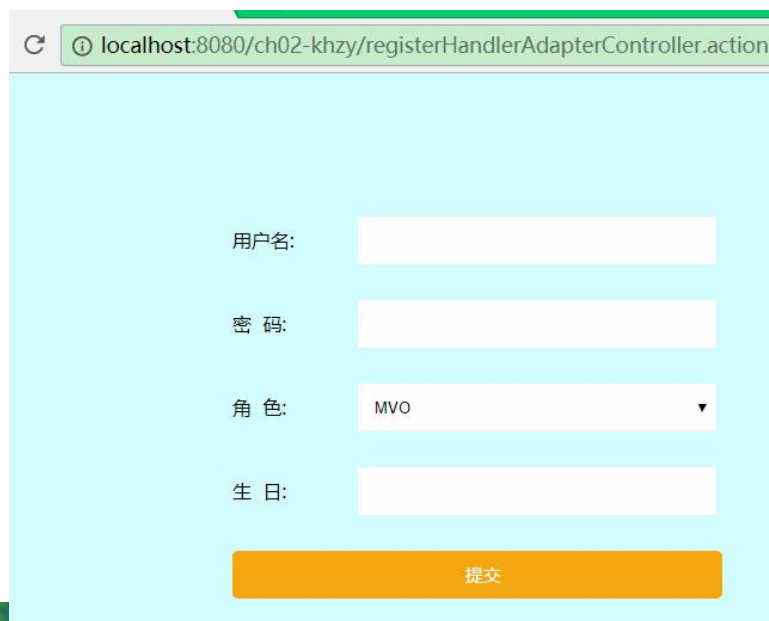 localhost:8080/ch02-khzy/registerHandlerAdapterController.action
用户名:
密 码:
角 色: MVO
生 日:
提交